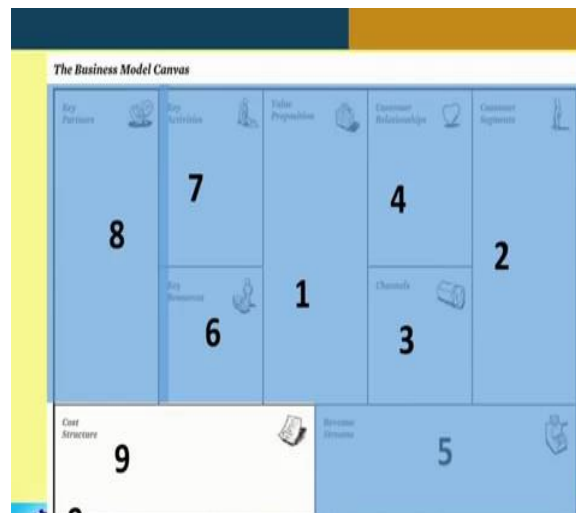 The Business Model Canvas
Key
Partners
8
Key
Activities
7
Key
Resources
6
Value
Proposition
1
Customer
Relationships
4
Channels
3
Customer
Segments
2
Cost
Structure
9
Revenue
Streams
5